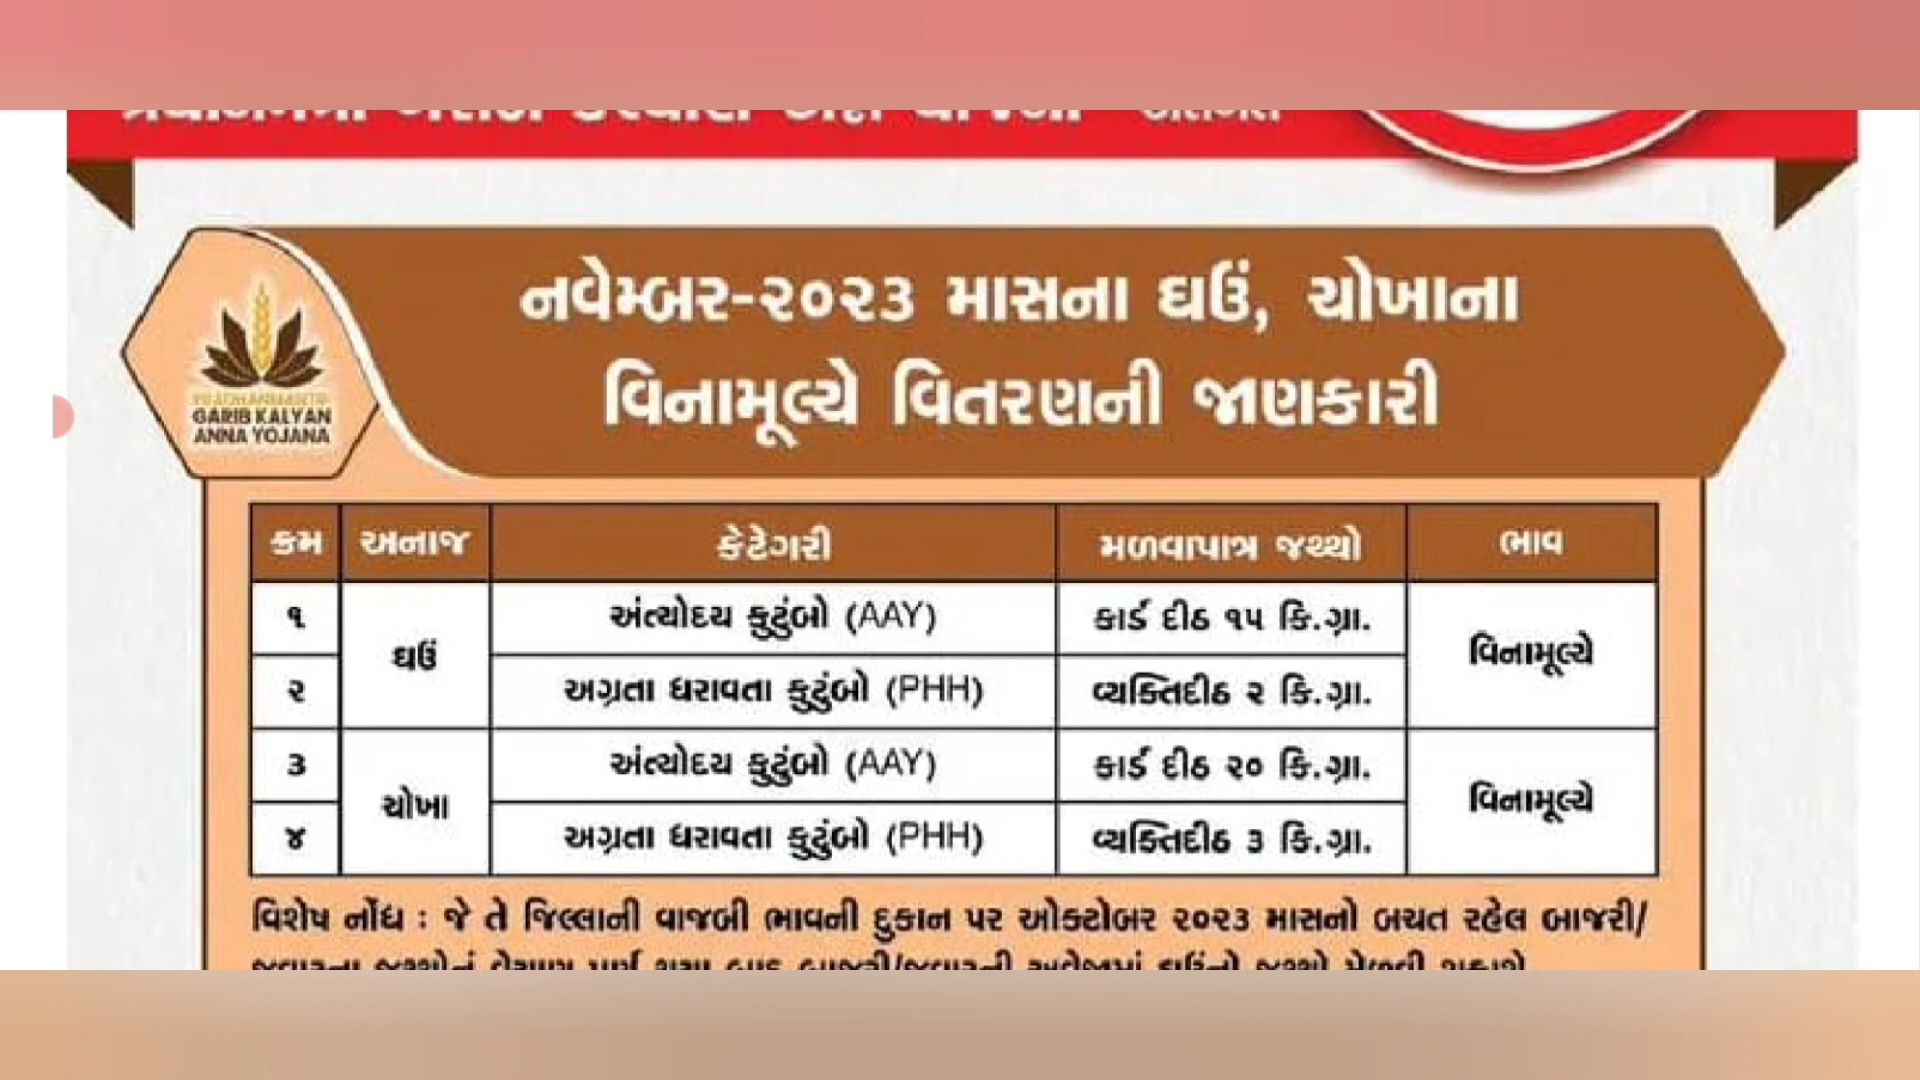 નવેમ્બર-૨૦૨૩ માસના ઘઉં, ચોખાના
વિનામૂલ્યે વિતરણની જાણકારી
PRADHANMANTRI
GARIB KALYAN
ANNA YOJANA
ક્રમ અનાજ કેટેગરી મળવાપાત્ર જથ્થો ભાવ
૧ ઘઉં અંત્યોદય કુટુંબો (AAY) કાર્ડ દીઠ ૧૫ કિ.ગ્રા. વિનામૂલ્યે
૨ અગ્રતા ધરાવતા કુટુંબો (PHH) વ્યક્તિદીઠ ૨ કિ.ગ્રા.
૩ ચોખા અંત્યોદય કુટુંબો (AAY) કાર્ડ દીઠ ૨૦ કિ.ગ્રા. વિનામૂલ્યે
૪ અગ્રતા ધરાવતા કુટુંબો (PHH) વ્યક્તિદીઠ ૩ કિ.ગ્રા.
વિશેષ નોંધ : જે તે જિલ્લાની વાજબી ભાવની દુકાન પર ઓક્ટોબર ૨૦૨૩ માસનો બચત રહેલ બાજરી/